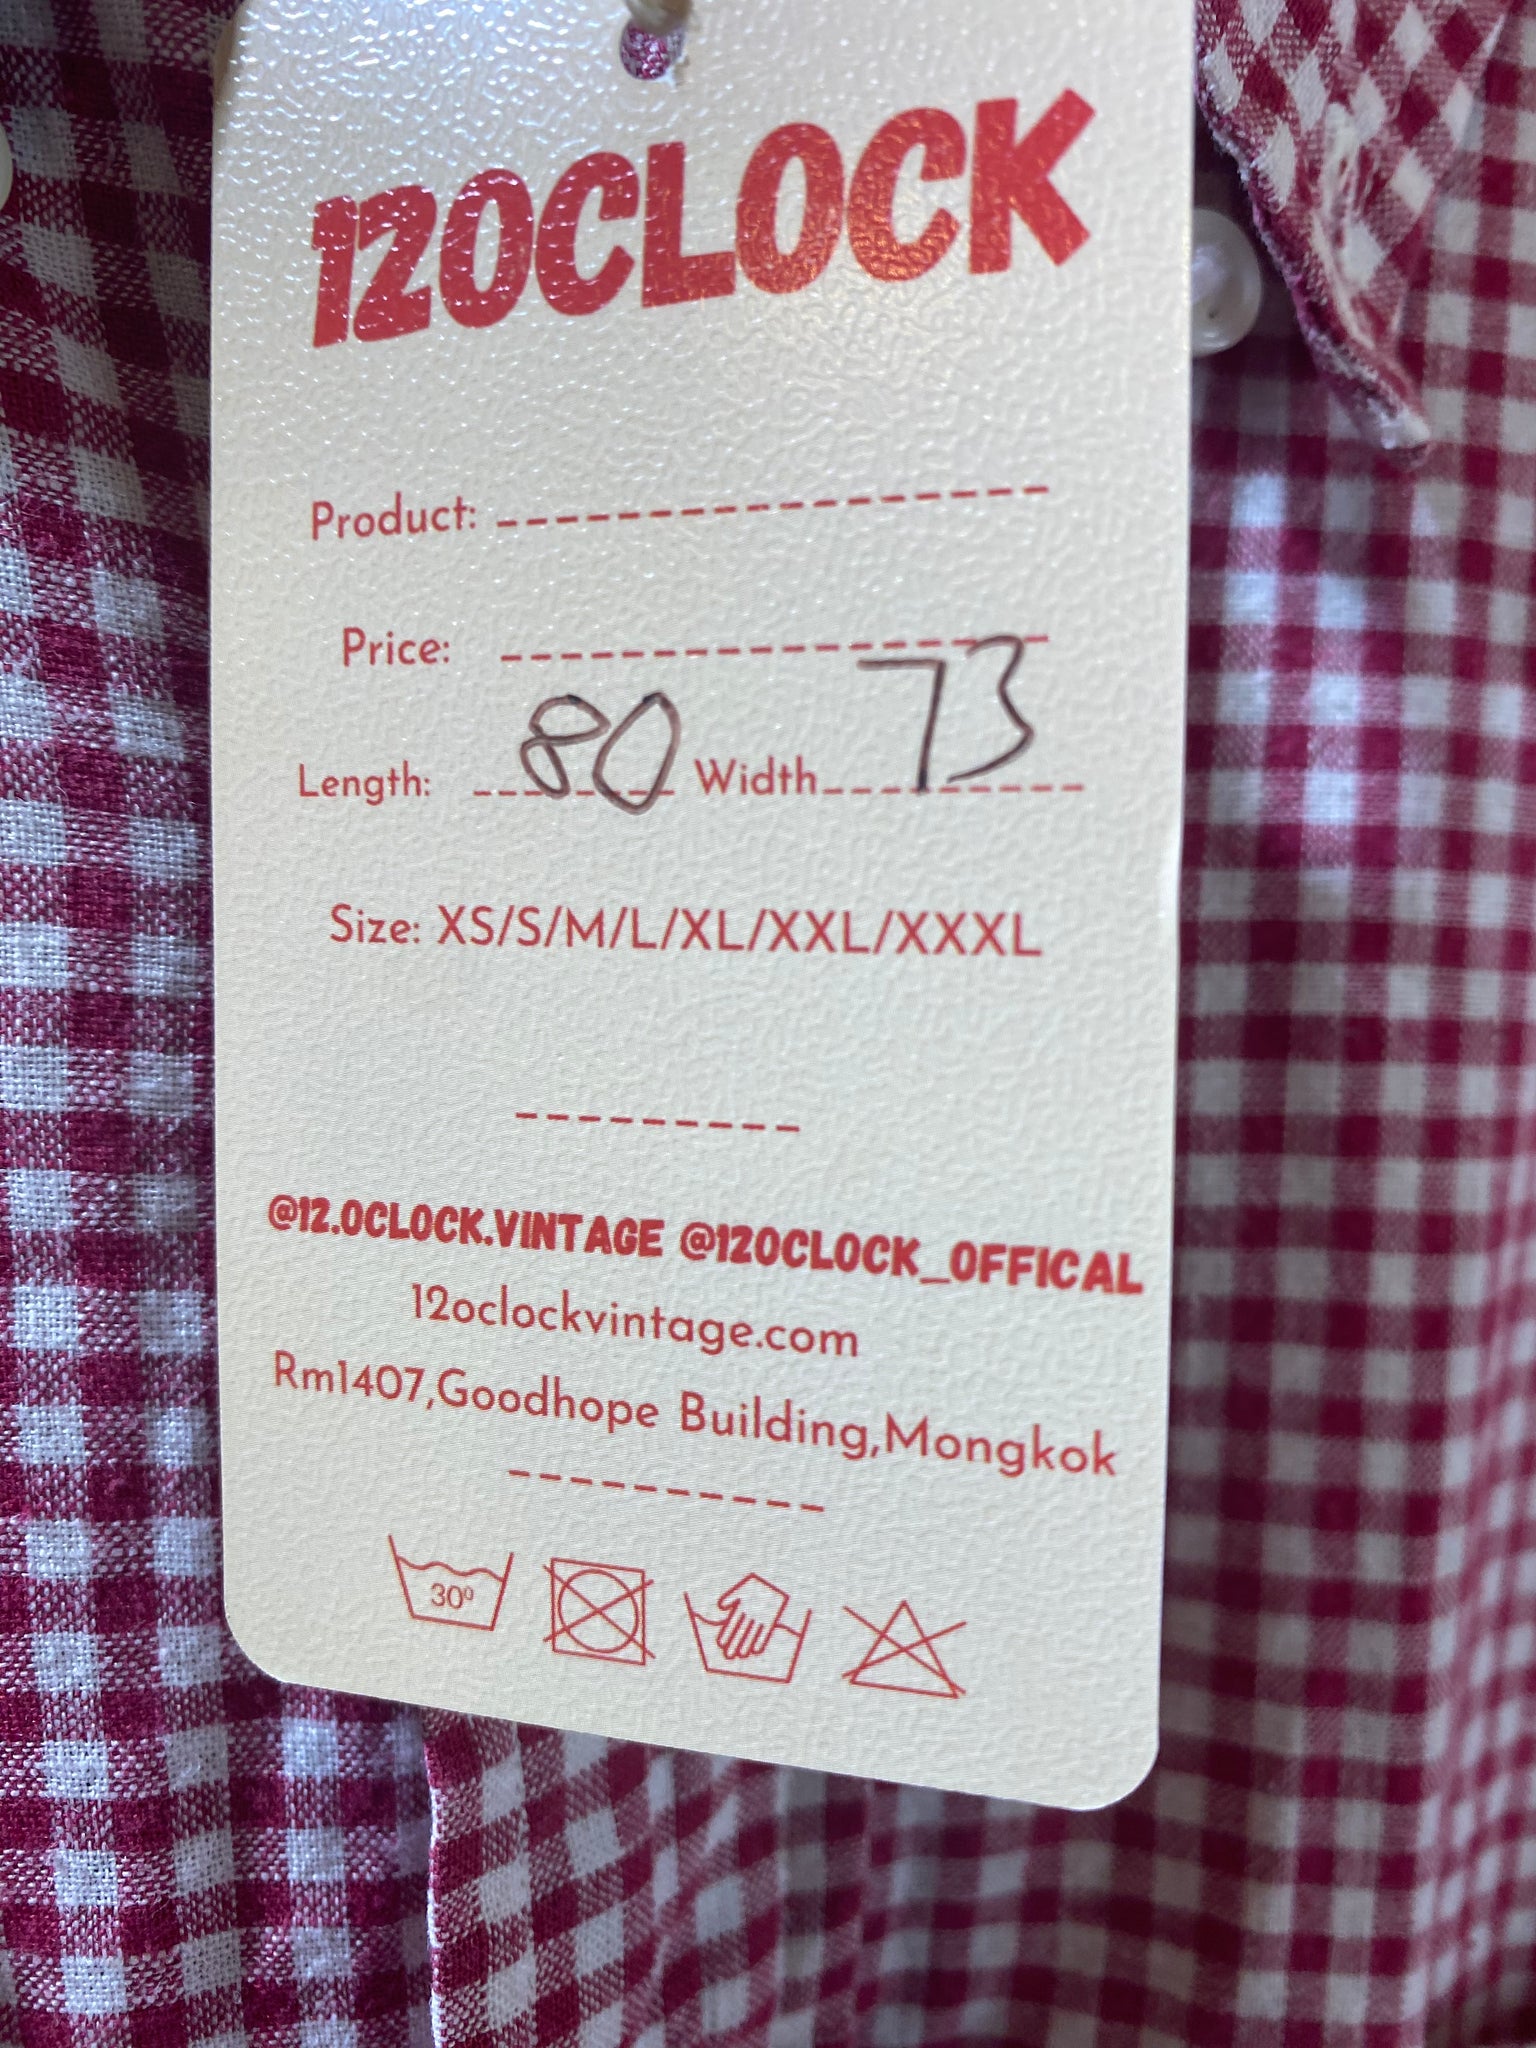 12OCLOCK
Product: ------------------
Price: ------------------
Length: 80 Width 73
Size: XS/S/M/L/XL/XXL/XXXL
@12.OCLOCK.VINTAGE @12OCLOCK_OFFICAL
12oclockvintage.com
Rm1407,Goodhope Building,Mongkok
30º